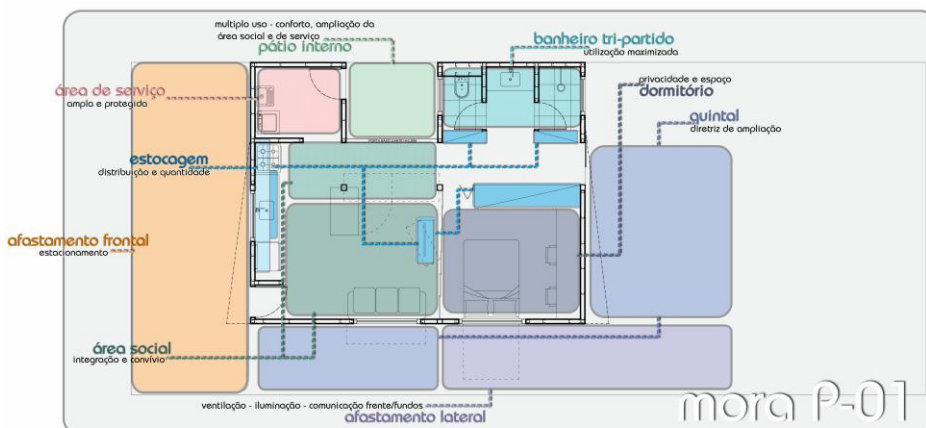 multiplo uso - conforto, ampliação da
área social e de serviço
pátio interno
banheiro tri-partido
utilização maximizada
privacidade e espaço
dormitório
área de serviço
ampla e protegida
quintal
diretriz de ampliação
estocagem
distribuição e quantidade
afastamento frontal
estacionamento
área social
integração e convívio
ventilação - iluminação - comunicação frente/fundos
afastamento lateral
mora P-01